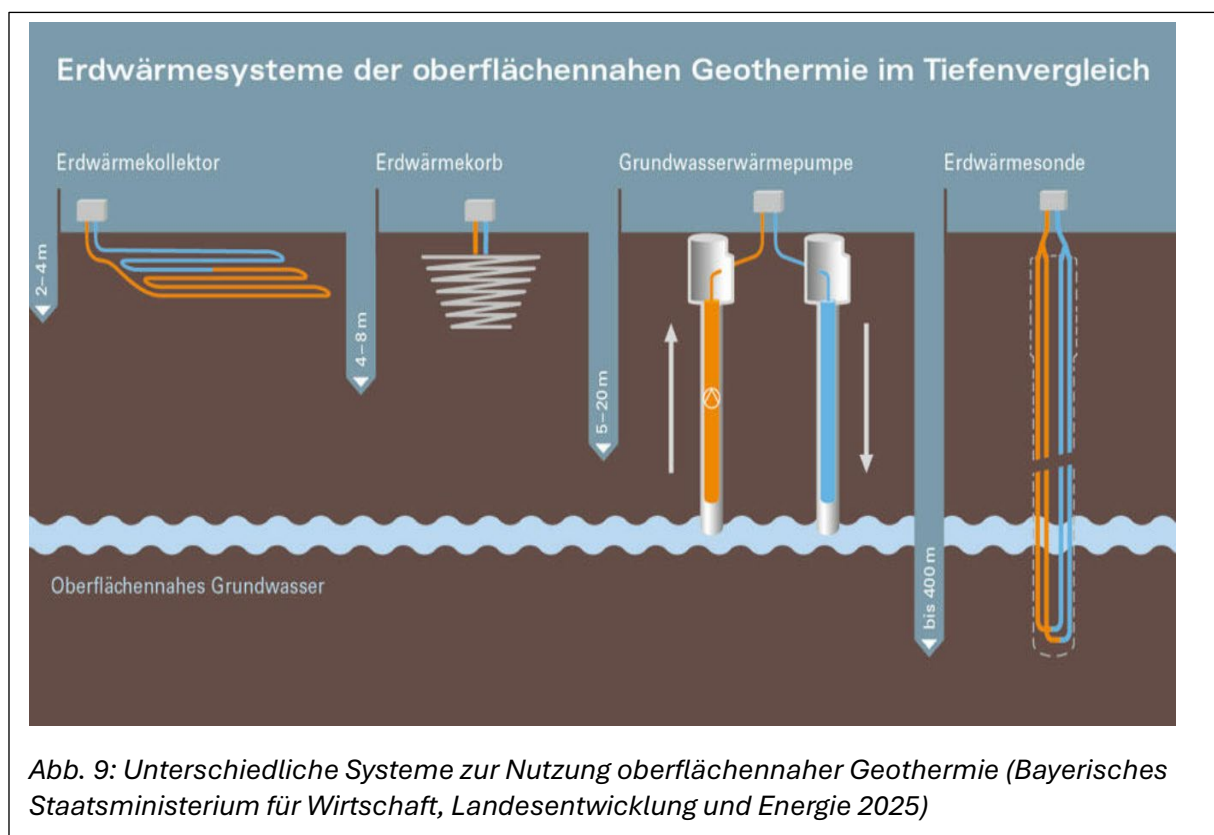 Erdwärmesysteme der oberflächennahen Geothermie im Tiefenvergleich
Erdwärmekollektor
Erdwärmekorb
Grundwasserwärmepumpe
Erdwärmesonde
2–4 m
4–8 m
5–20 m
bis 400 m
Oberflächennahes Grundwasser
Abb. 9: Unterschiedliche Systeme zur Nutzung oberflächennaher Geothermie (Bayerisches
Staatsministerium für Wirtschaft, Landesentwicklung und Energie 2025)